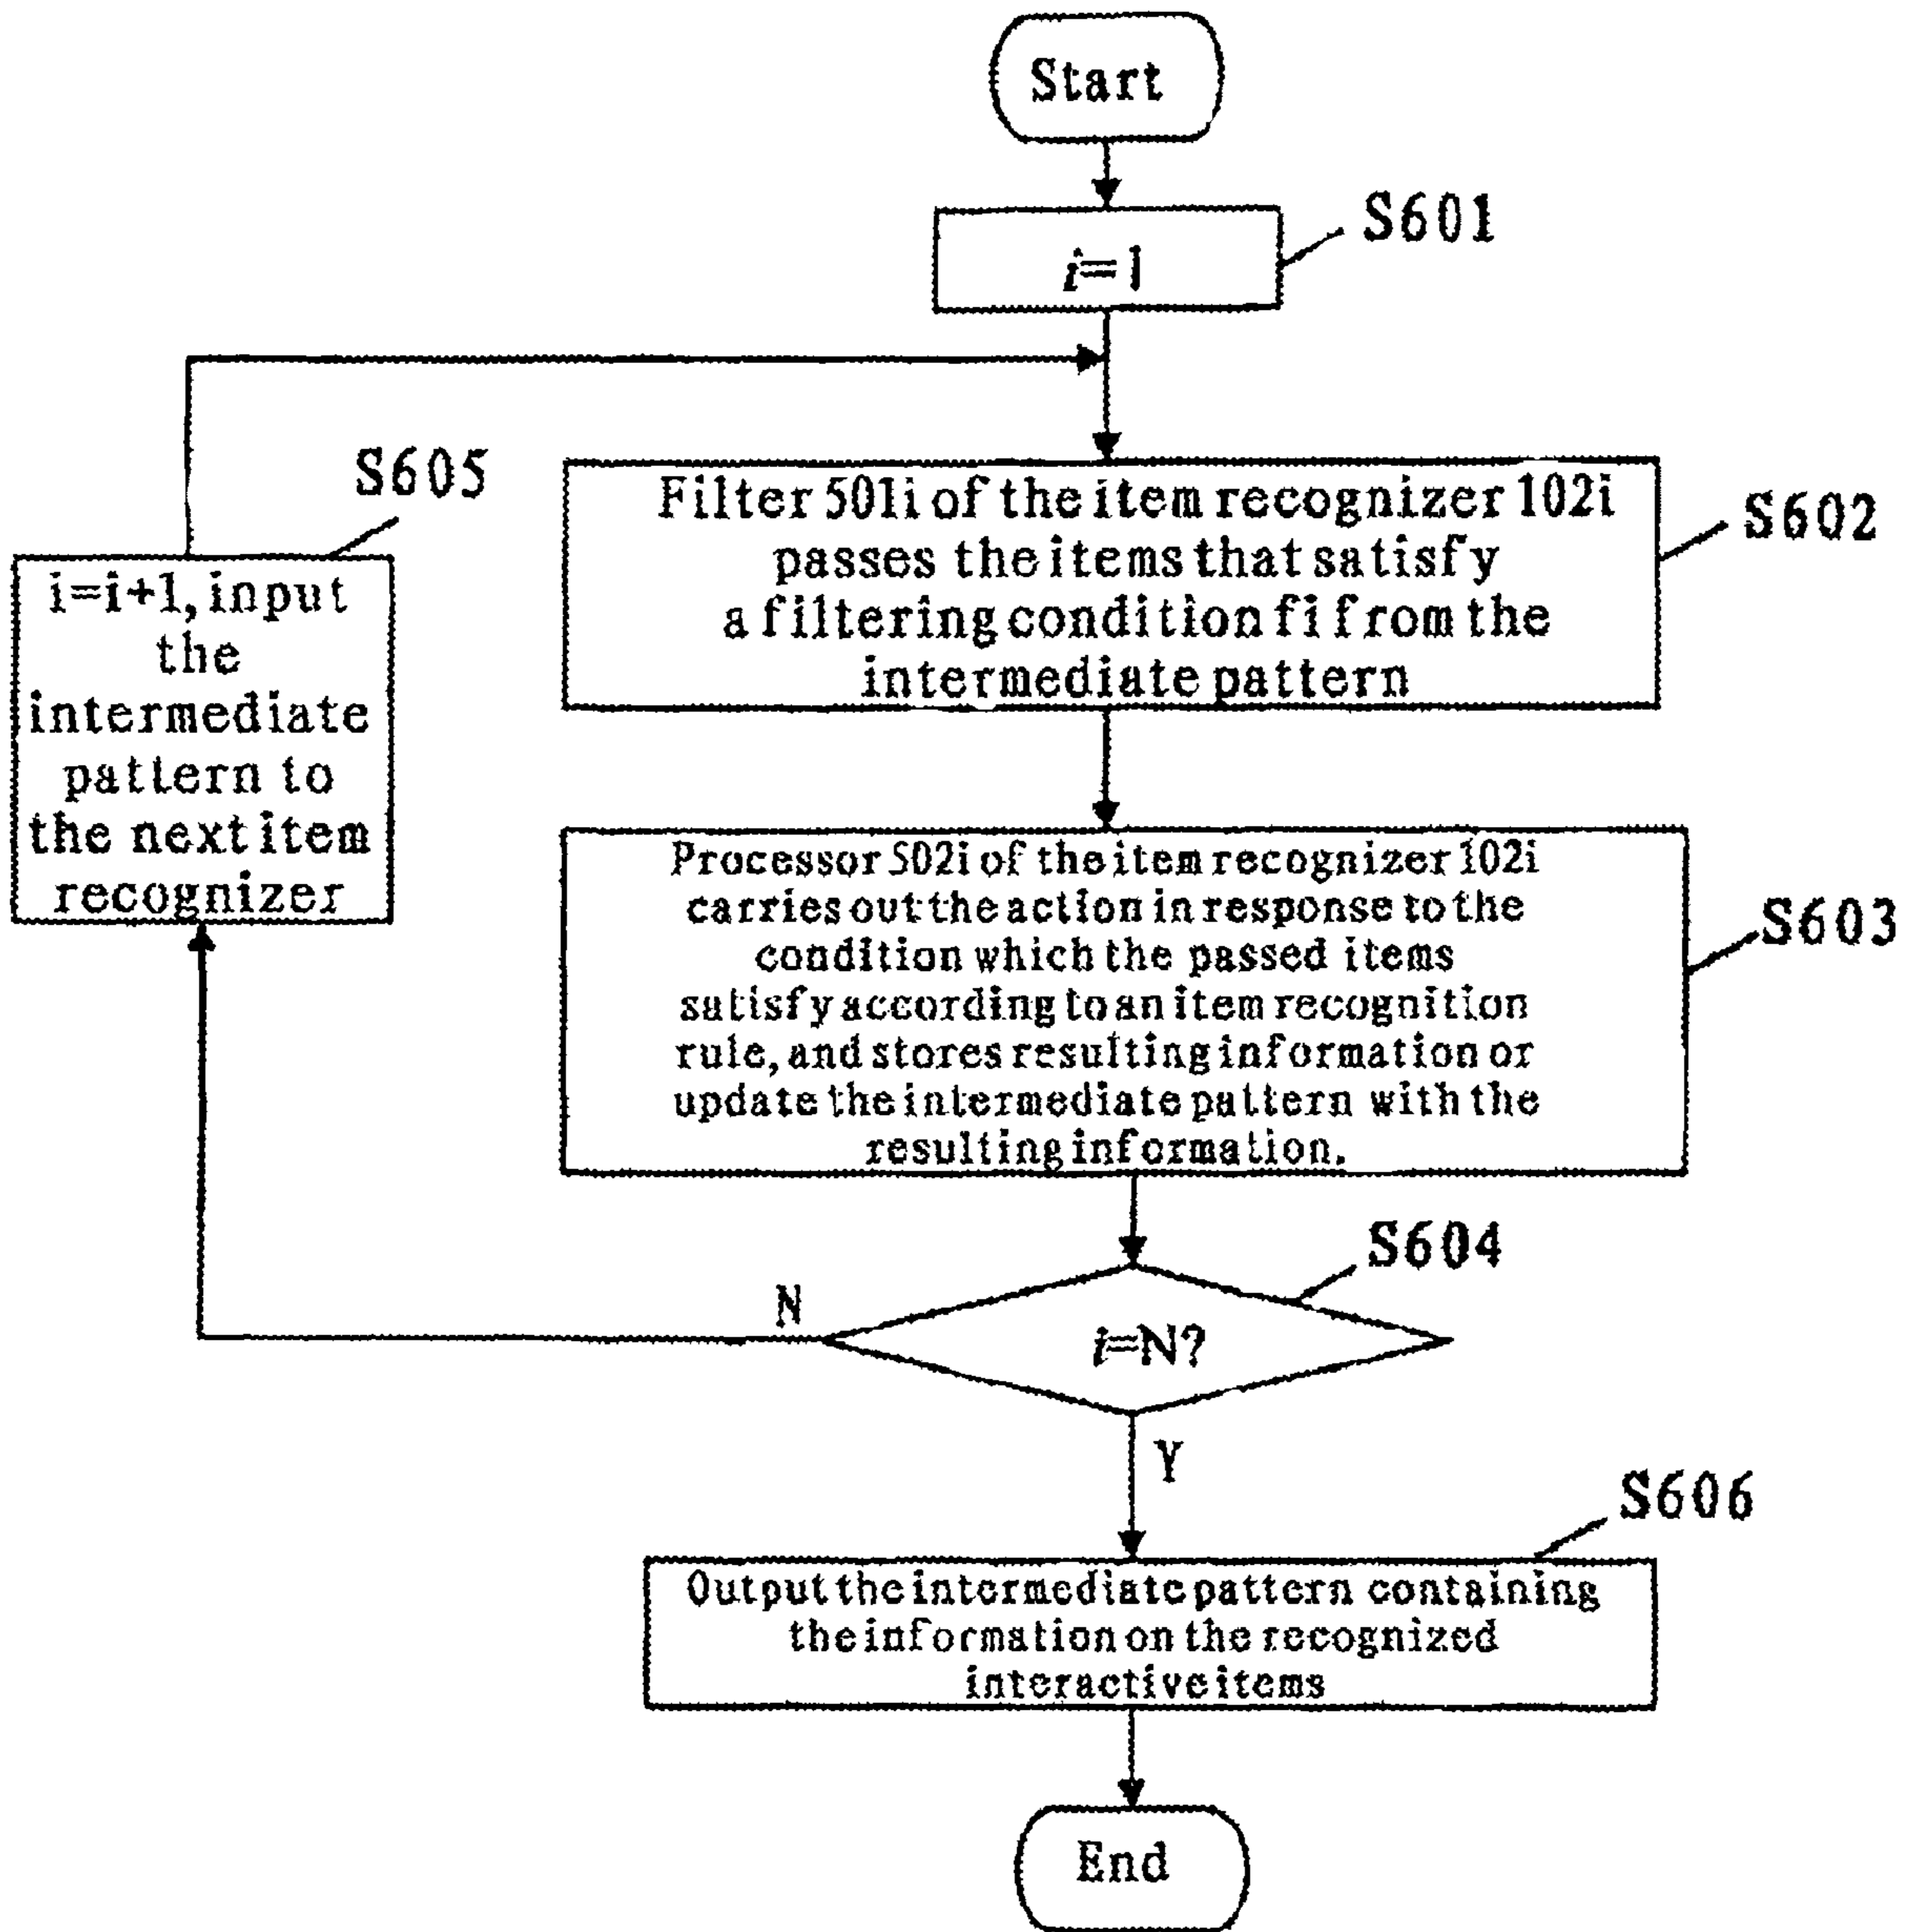 Start
i=1
S601
S605
i=i+1, input
the
intermediate
pattern to
the next item
recognizer
Filter 501i of the item recognizer 102i
passes the items that satisfy
a filtering condition fi from the
intermediate pattern
S602
Processor 502i of the item recognizer 102i
carries out the action in response to the
condition which the passed items
satisfy according to an item recognition
rule, and stores resulting information or
update the intermediate pattern with the
resulting information.
S603
S604
N
i=N?
Y
S606
Output the intermediate pattern containing
the information on the recognized
interactive items
End